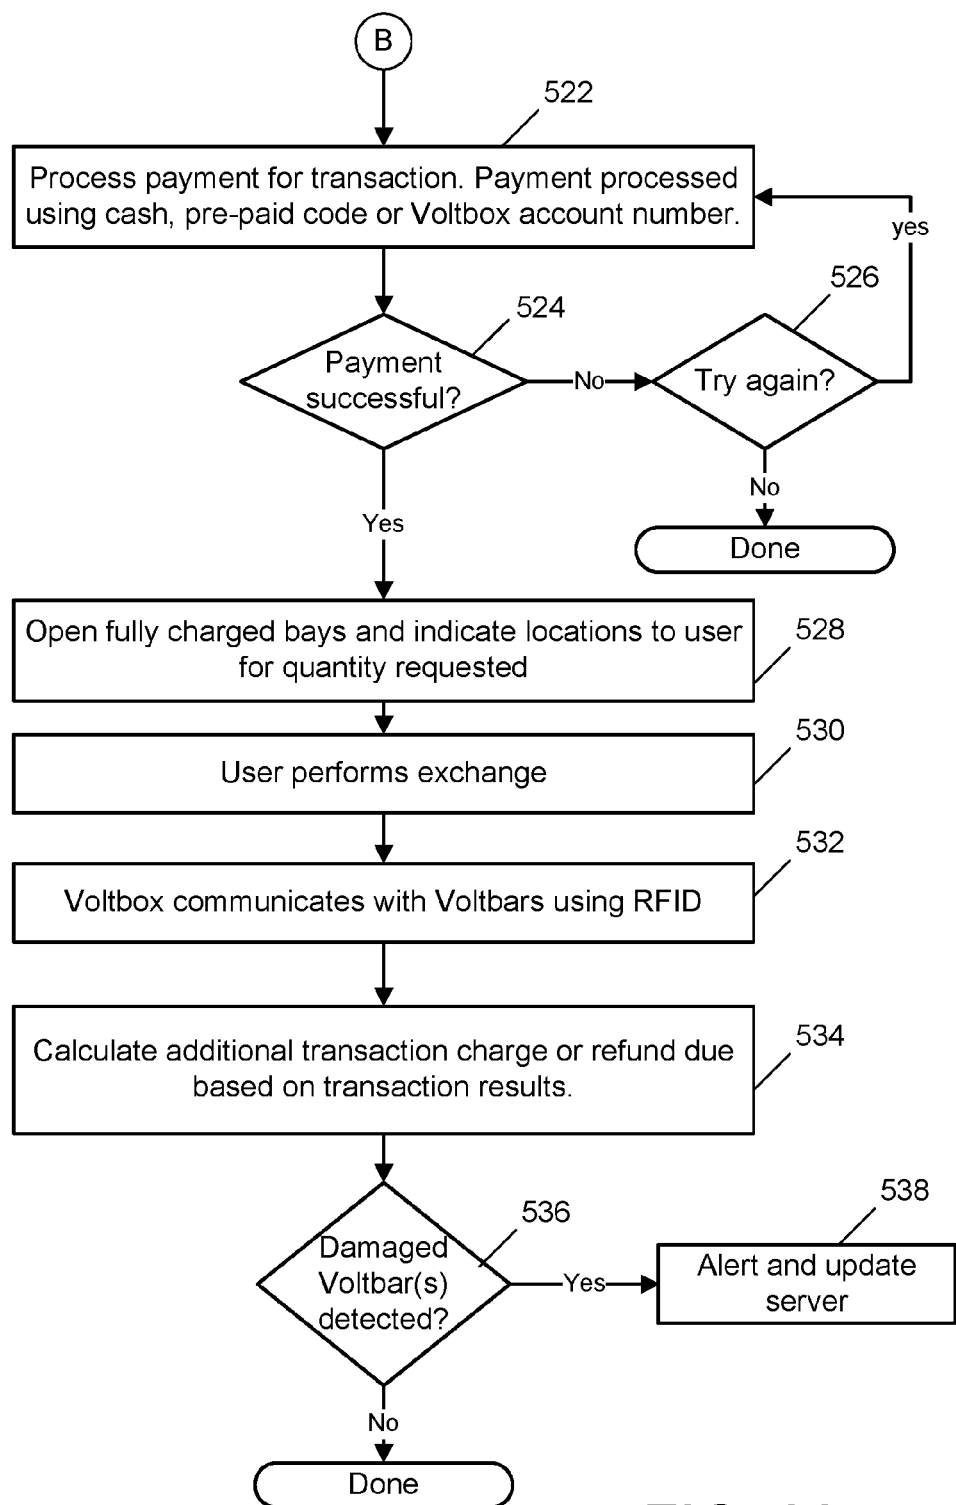 B
522
Process payment for transaction. Payment processed
using cash, pre-paid code or Voltbox account number.
yes
526
524
Payment
successful?
No
Try again?
No
Yes
Done
Open fully charged bays and indicate locations to user
for quantity requested
528
530
User performs exchange
532
Voltbox communicates with Voltbars using RFID
534
Calculate additional transaction charge or refund due
based on transaction results.
538
536
Damaged
Voltbar(s)
detected?
Yes
Alert and update
server
No
Done